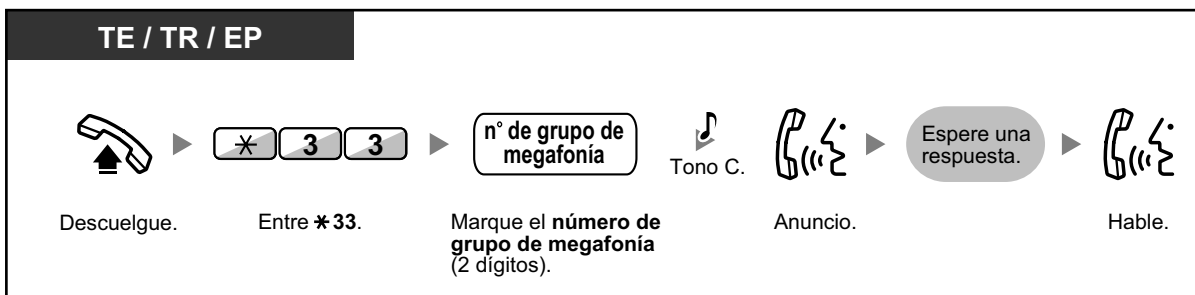 TE / TR / EP
✳ 3 3
n° de grupo de
megafonía
Tono C.
Espere una
respuesta.
Descuelgue.
Entre ✳33.
Marque el número de
grupo de megafonía
(2 dígitos).
Anuncio.
Hable.